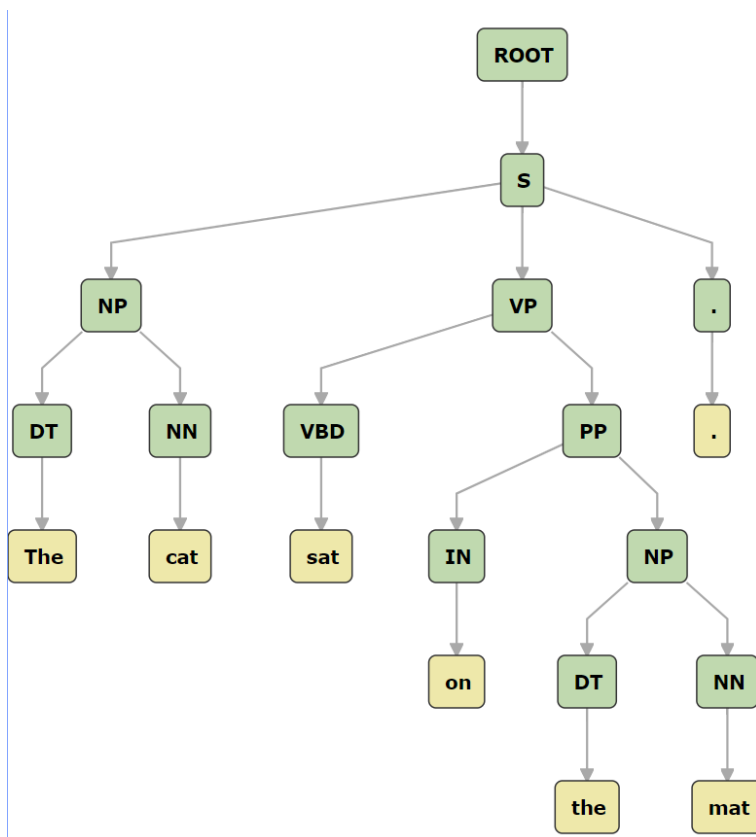 ROOT
S
NP VP .
DT NN VBD PP .
The cat sat IN NP
on DT NN
the mat